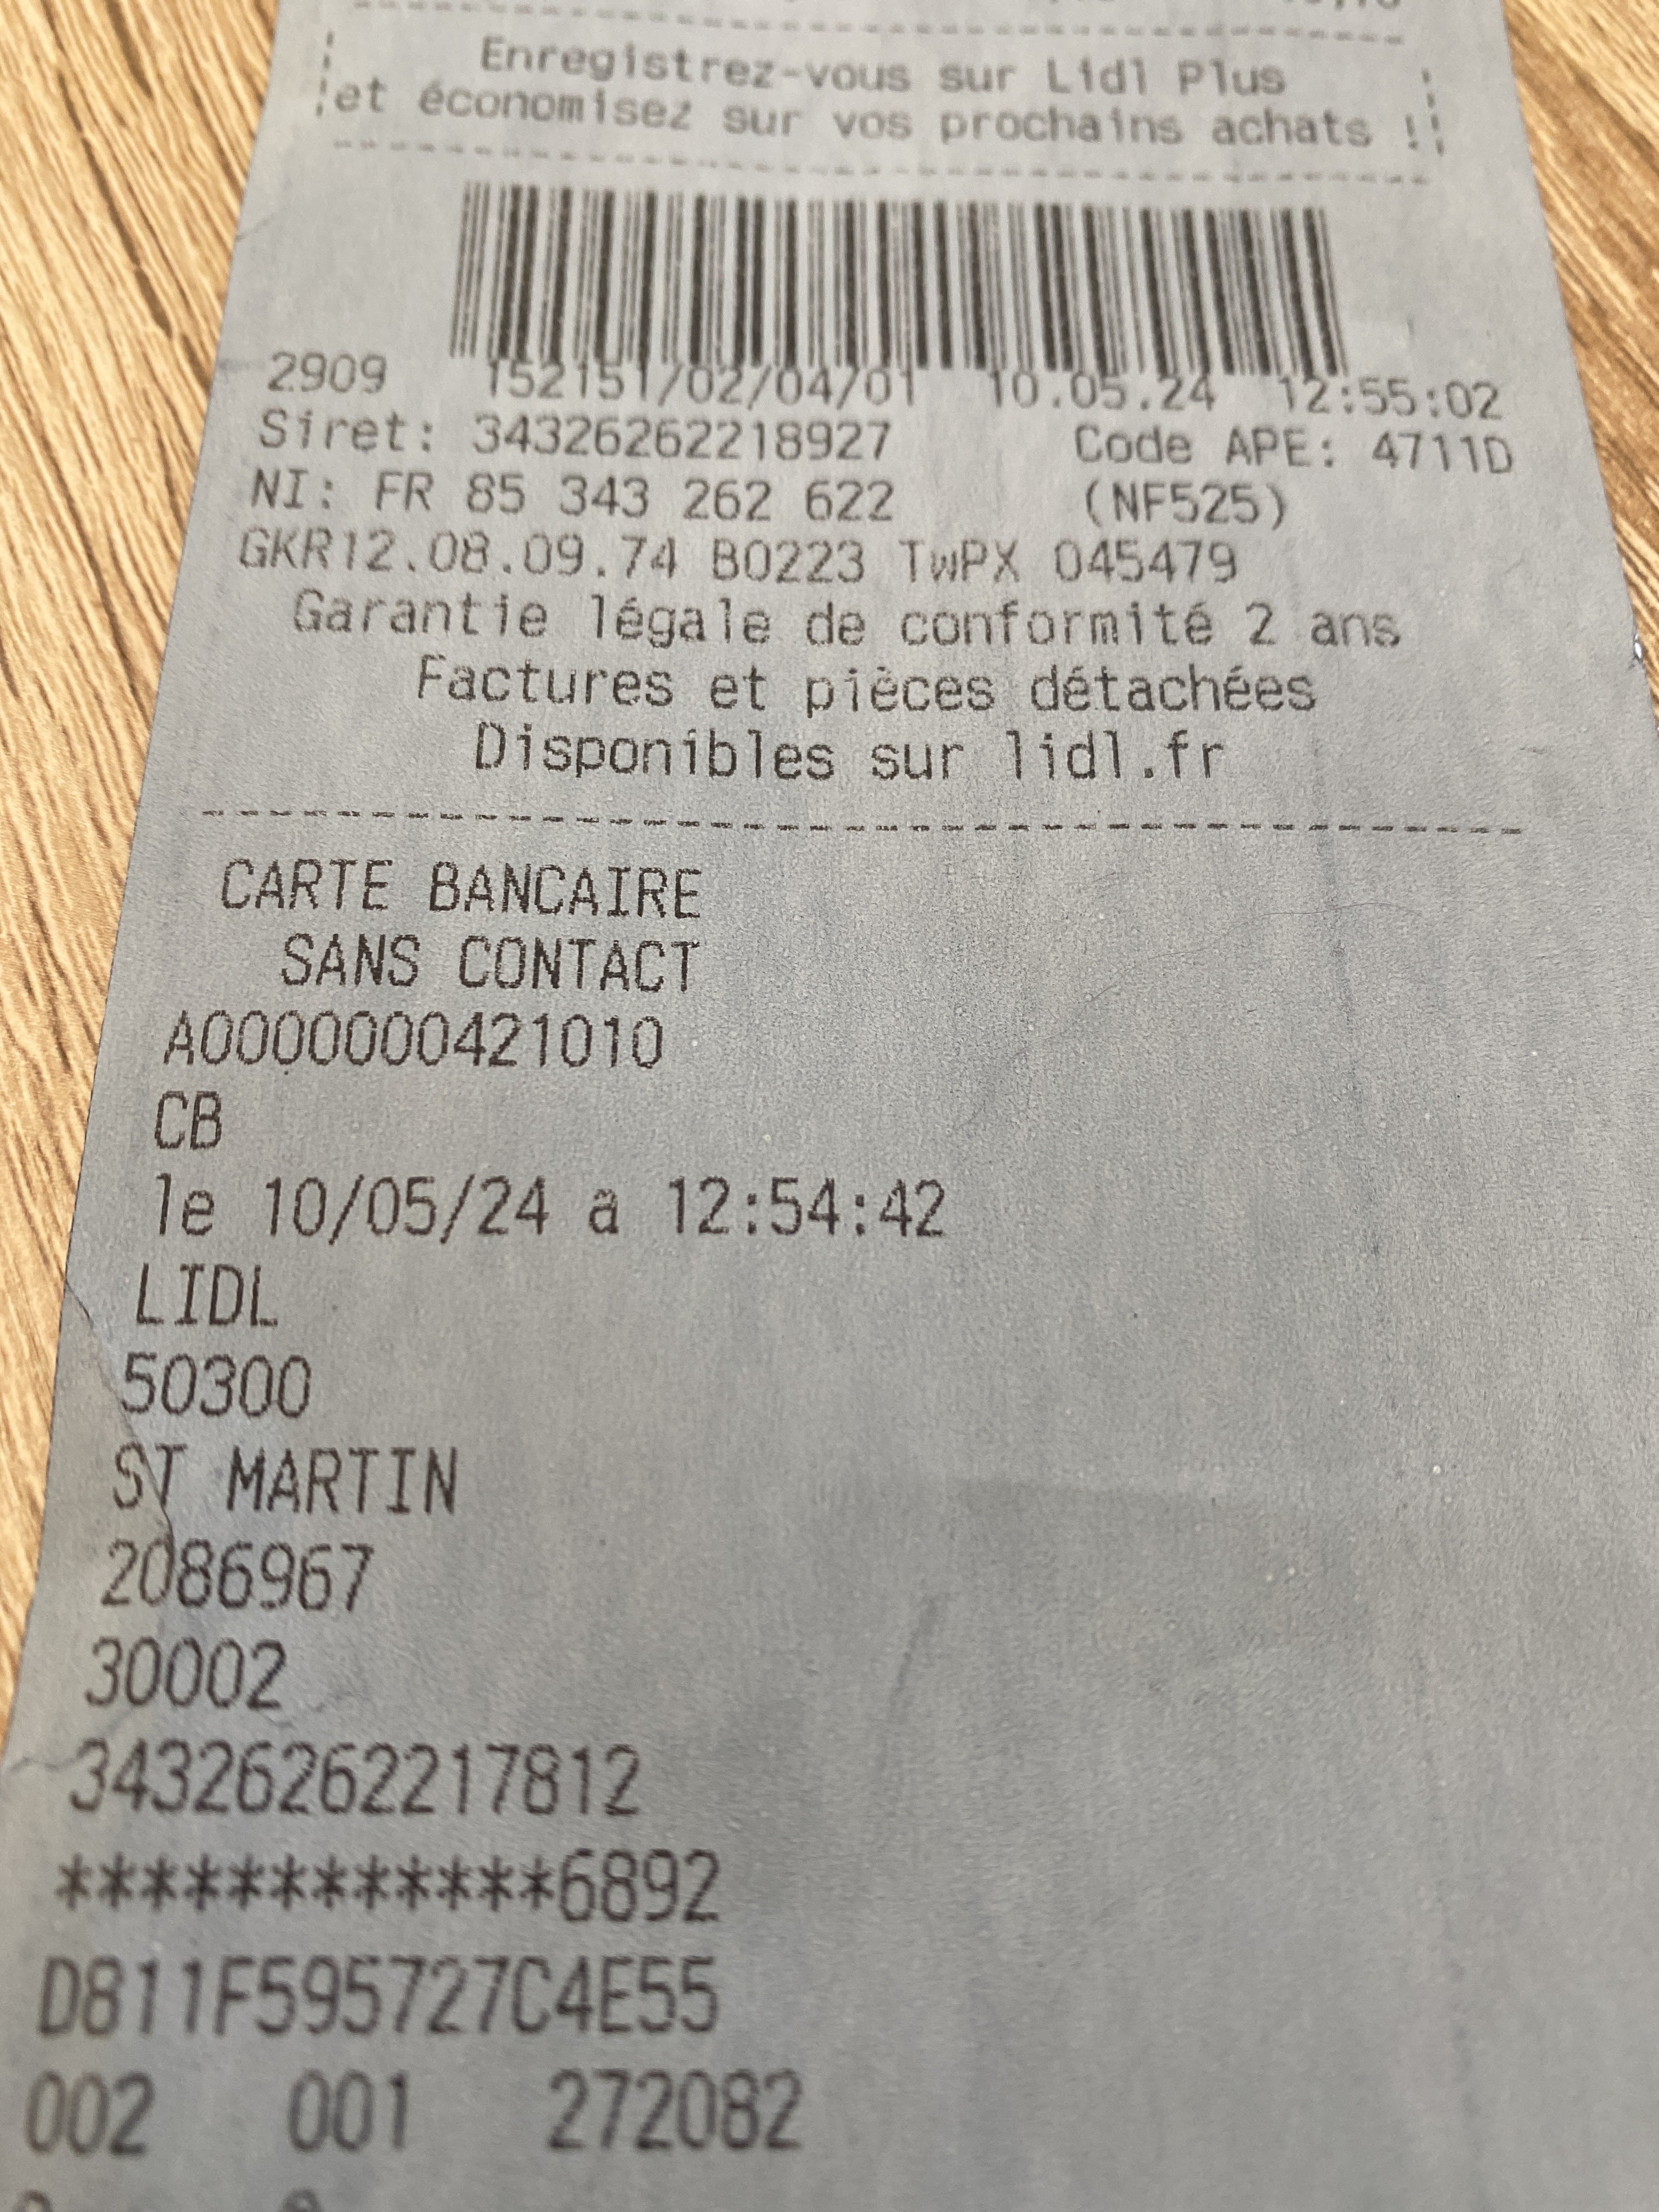 Enregistrez-vous sur Lidl Plus
et économisez sur vos prochains achats !
2909 152151/02/04/01 10.05.24 12:55:02
Siret: 34326262218927 Code APE: 4711D
NI: FR 85 343 262 622 (NF525)
GKR12.08.09.74 B0223 TwPX 045479
Garantie légale de conformité 2 ans
Factures et pièces détachées
Disponibles sur lidl.fr
CARTE BANCAIRE
SANS CONTACT
A0000000421010
CB
le 10/05/24 a 12:54:42
LIDL
50300
ST MARTIN
2086967
30002
34326262217812
************6892
D811F595727C4E55
002 001 272082